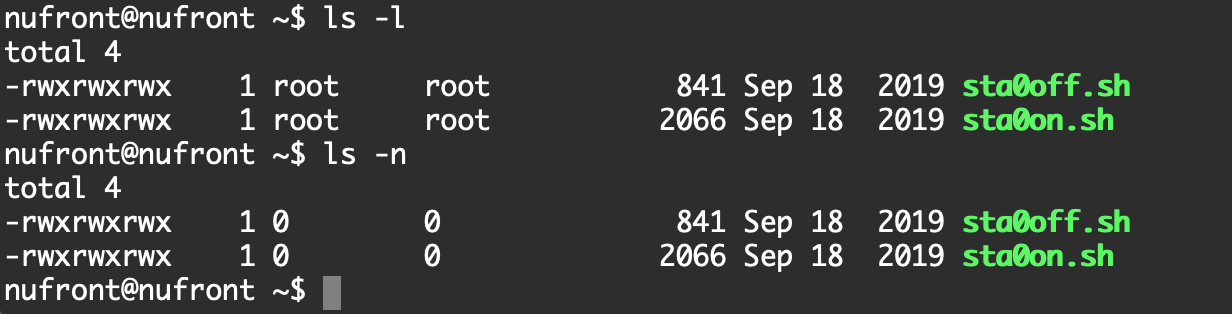 nufront@nufront ~$ ls -l
total 4
-rwxrwxrwx    1 root     root          841 Sep 18  2019 sta0off.sh
-rwxrwxrwx    1 root     root         2066 Sep 18  2019 sta0on.sh
nufront@nufront ~$ ls -n
total 4
-rwxrwxrwx    1 0        0             841 Sep 18  2019 sta0off.sh
-rwxrwxrwx    1 0        0            2066 Sep 18  2019 sta0on.sh
nufront@nufront ~$